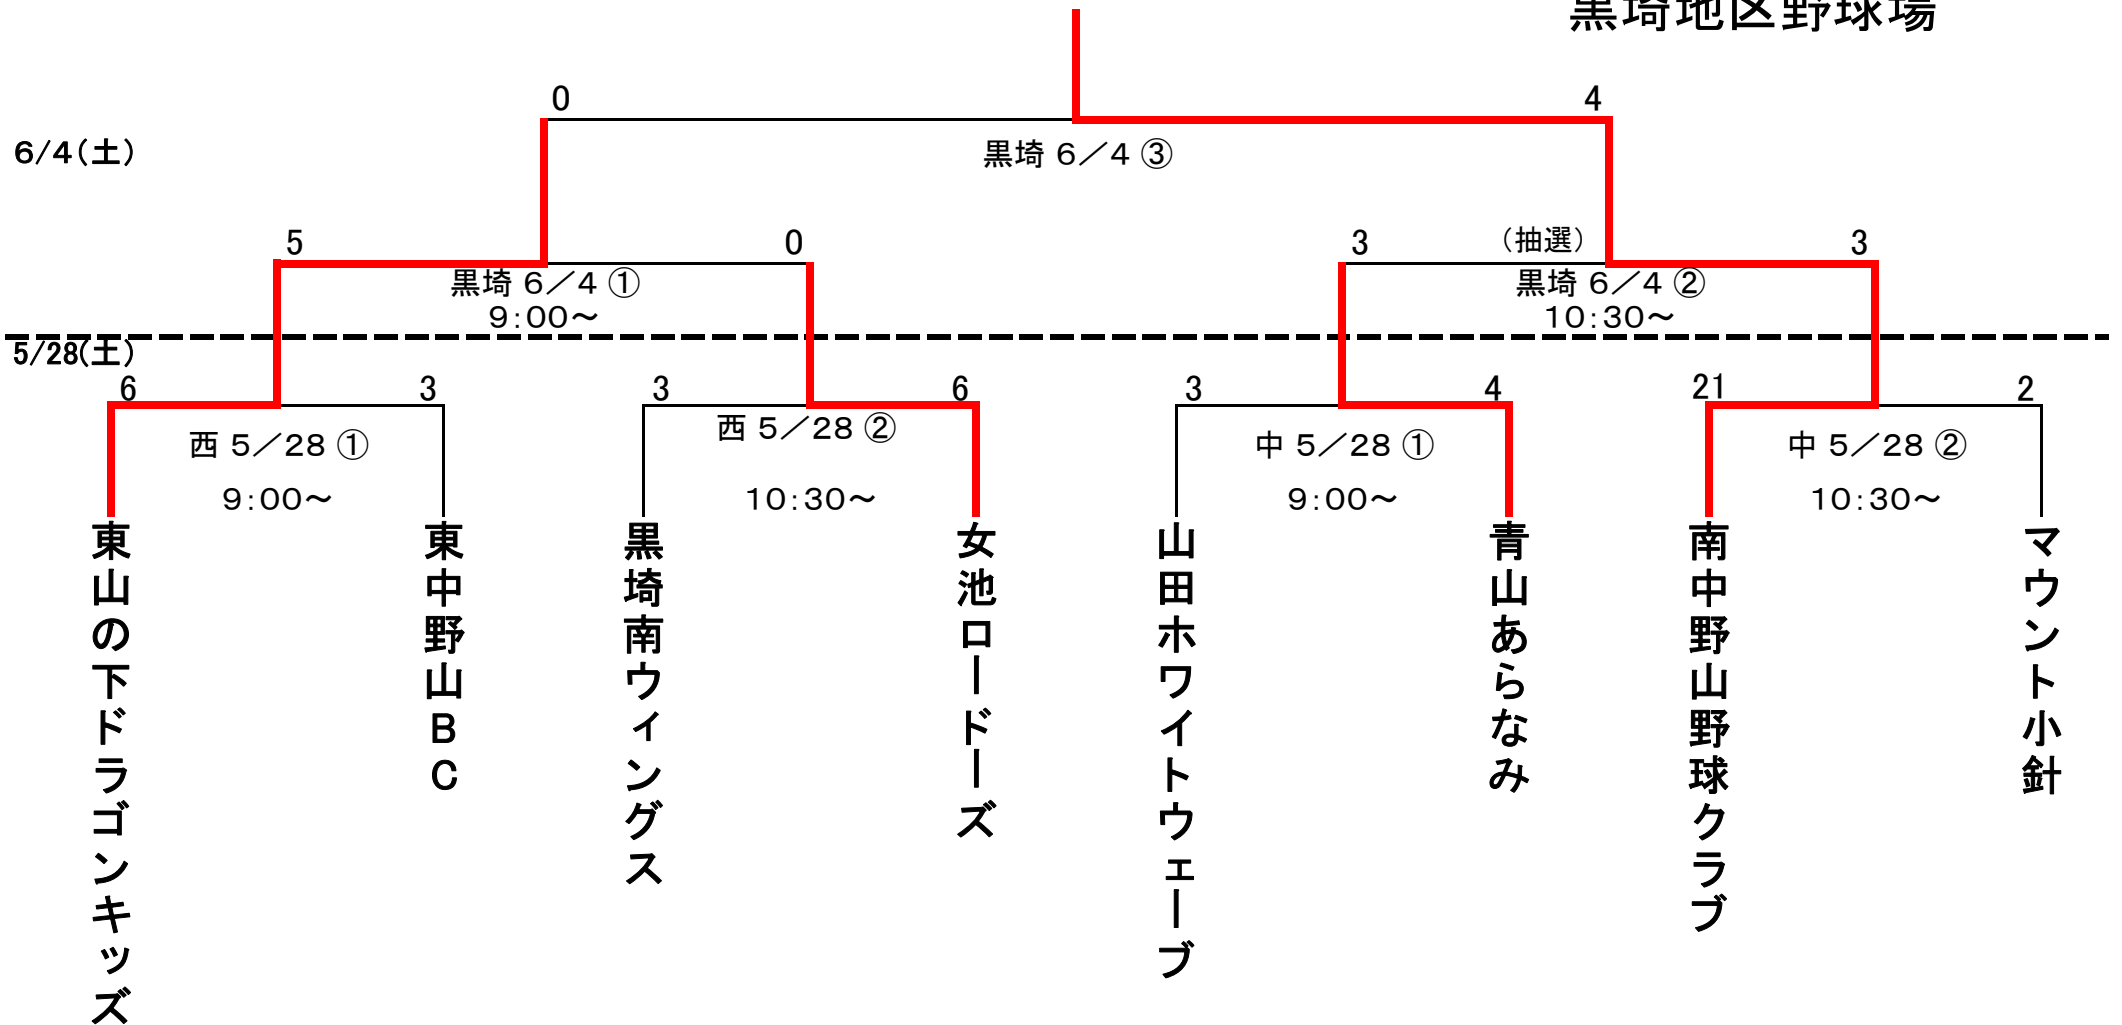 黒埼地区野球場
0
4
6/4(土)
黒埼 6／4 ③
5
0
3
(抽選)
3
黒埼 6／4 ①
9:00～
黒埼 6／4 ②
10:30～
5/28(土)
6
3
3
6
3
4
21
2
西 5／28 ①
9:00～
西 5／28 ②
10:30～
中 5／28 ①
9:00～
中 5／28 ②
10:30～
東山の下ドラゴンキッズ
東中野山BC
黒埼南ウィングス
女池ロードーズ
山田ホワイトウェーブ
青山あらなみ
南中野山野球クラブ
マウント小針